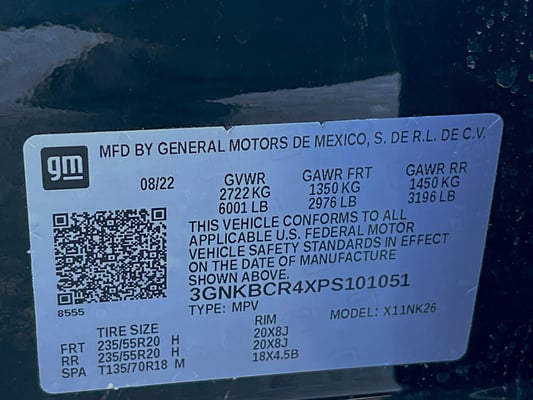 gm MFD BY GENERAL MOTORS DE MEXICO, S. DE R.L. DE C.V.
08/22 GVWR GAWR FRT GAWR RR
2722 KG 1350 KG 1450 KG
6001 LB 2976 LB 3196 LB
THIS VEHICLE CONFORMS TO ALL
APPLICABLE U.S. FEDERAL MOTOR
VEHICLE SAFETY STANDARDS IN EFFECT
ON THE DATE OF MANUFACTURE
SHOWN ABOVE.
3GNKBCR4XPS101051
8555 TYPE: MPV MODEL: X11NK26
TIRE SIZE RIM
FRT 235/55R20 H 20X8J
RR 235/55R20 H 20X8J
SPA T135/70R18 M 18X4.5B